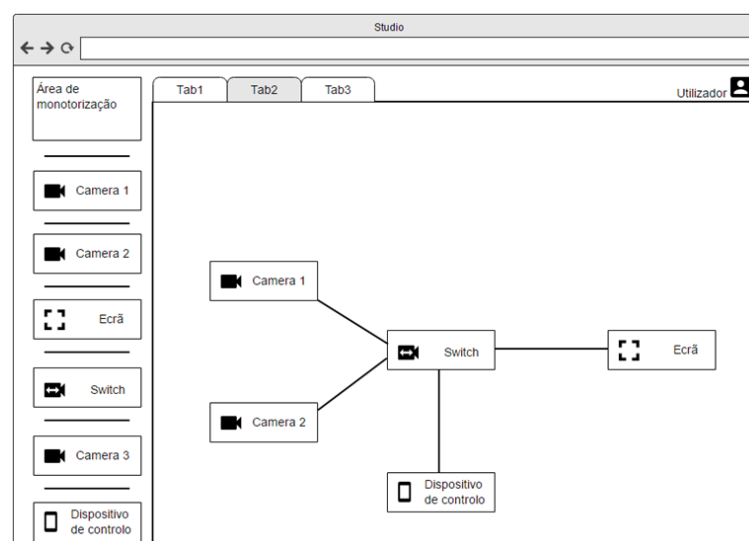 Studio
Área de
monotorização
Tab1
Tab2
Tab3
Utilizador
Camera 1
Camera 2
Ecrã
Switch
Camera 3
Dispositivo
de controlo
Camera 1
Switch
Ecrã
Camera 2
Dispositivo
de controlo